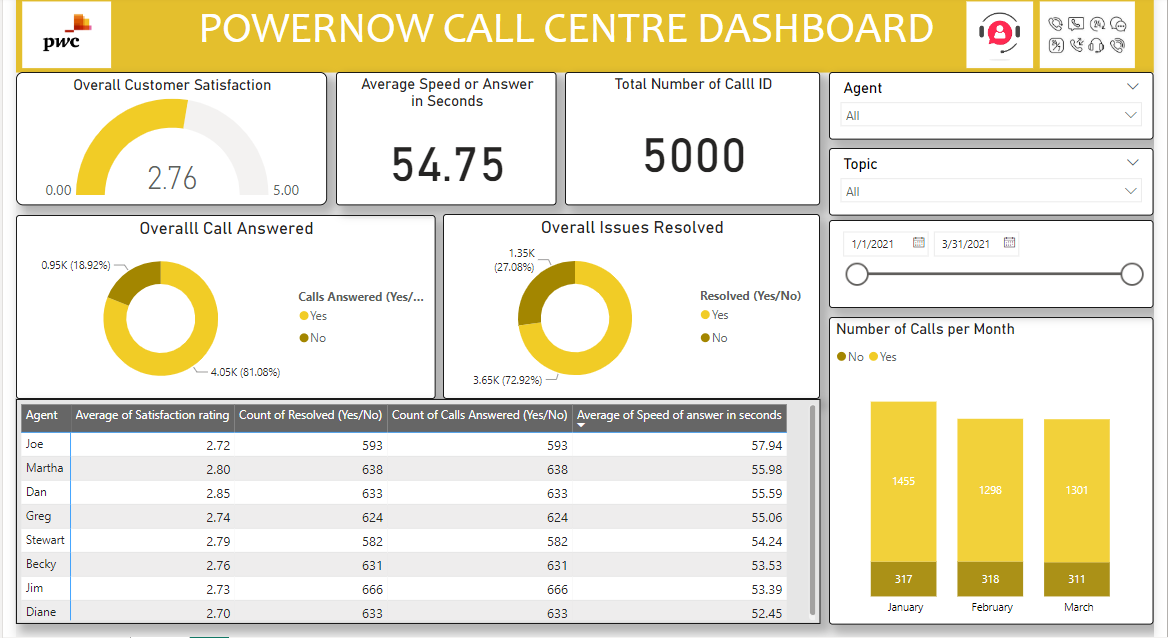 pwc
POWERNOW CALL CENTRE DASHBOARD
Overall Customer Satisfaction
2.76
0.00
5.00
Average Speed or Answer
in Seconds
54.75
Total Number of Calll ID
5000
Agent
All
Topic
All
1/1/2021
3/31/2021
Overalll Call Answered
0.95K (18.92%)
4.05K (81.08%)
Calls Answered (Yes/...
Yes
No
Overall Issues Resolved
1.35K
(27.08%)
3.65K (72.92%)
Resolved (Yes/No)
Yes
No
Number of Calls per Month
No Yes
1455 1298 1301
317 318 311
January February March
Agent Average of Satisfaction rating Count of Resolved (Yes/No) Count of Calls Answered (Yes/No) Average of Speed of answer in seconds
Joe 2.72 593 593 57.94
Martha 2.80 638 638 55.98
Dan 2.85 633 633 55.59
Greg 2.74 624 624 55.06
Stewart 2.79 582 582 54.24
Becky 2.76 631 631 53.53
Jim 2.73 666 666 53.39
Diane 2.70 633 633 52.45